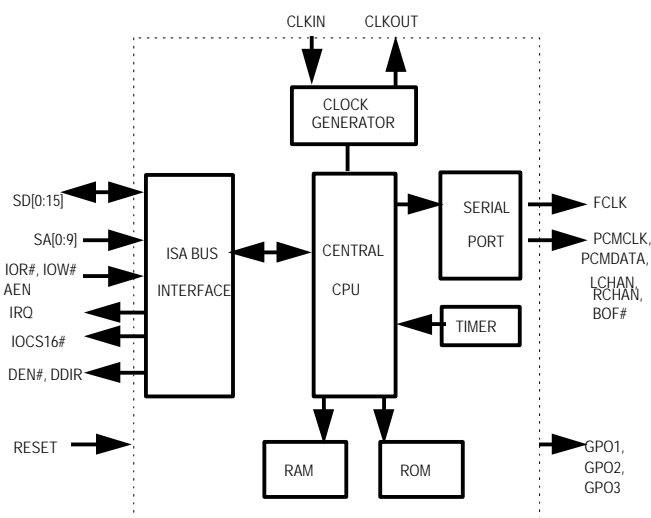 CLKIN CLKOUT
CLOCK
GENERATOR
SD[0:15]
SA[0:9]
IOR#, IOW#
AEN
IRQ
IOCS16#
DEN#, DDIR
RESET
ISA BUS
INTERFACE
CENTRAL
CPU
SERIAL
PORT
TIMER
RAM
ROM
FCLK
PCMCLK,
PCMDATA,
LCHAN,
RCHAN,
BOF#
GPO1,
GPO2,
GPO3